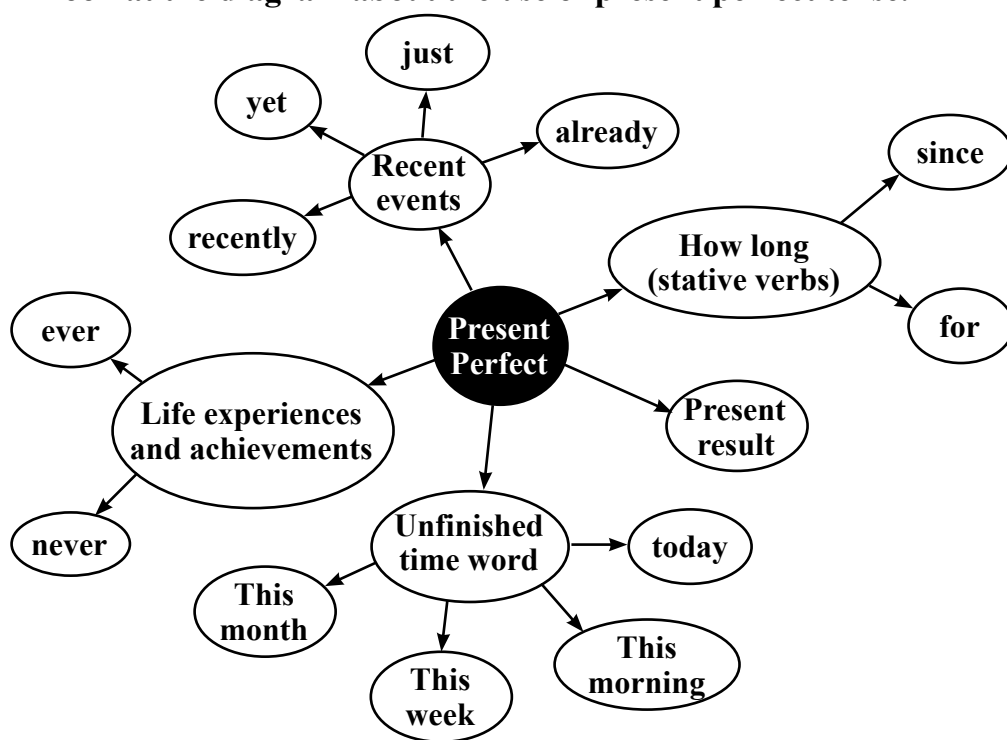 just
yet
already
Recent
events
since
recently
How long
(stative verbs)
Present
Perfect
for
ever
Life experiences
and achievements
Present
result
never
Unfinished
time word
today
This
month
This
morning
This
week